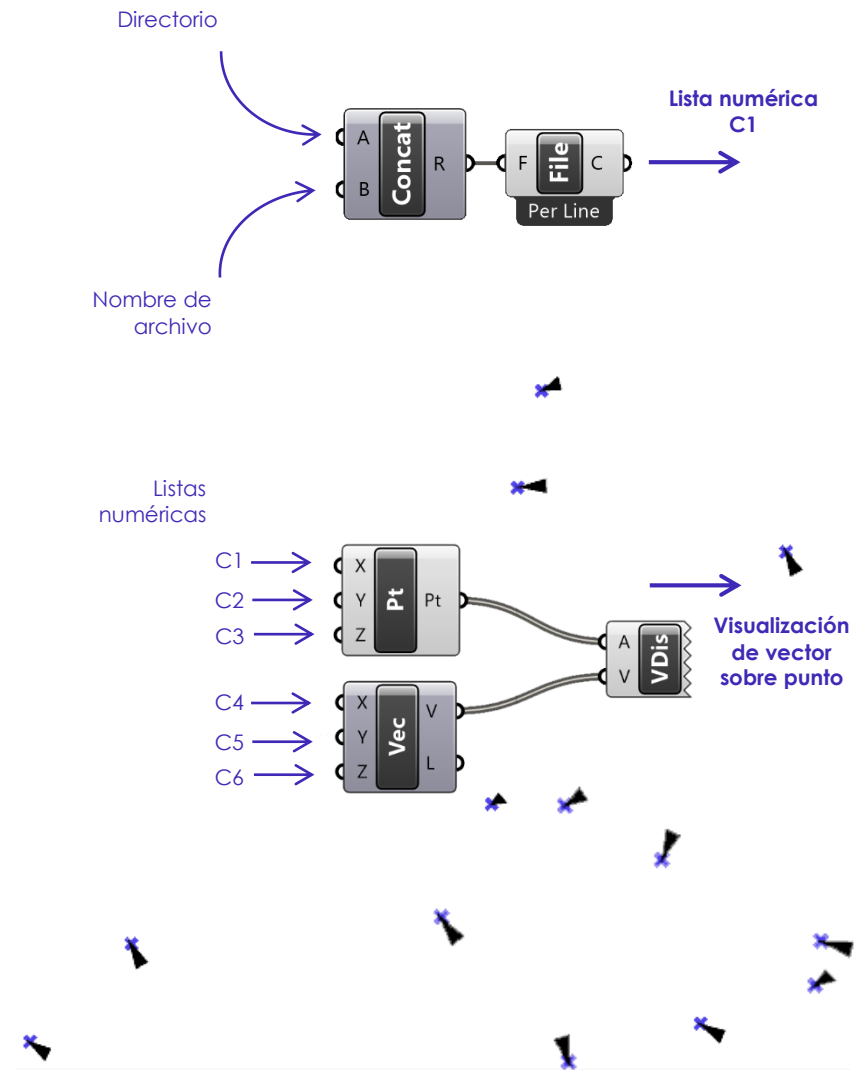 Directorio
Lista numérica
C1
A
B
Concat
R
F
File
C
Per Line
Nombre de
archivo
Listas
numéricas
C1
C2
C3
X
Y
Z
Pt
Pt
A
V
VDis
Visualización
de vector
sobre punto
C4
C5
C6
X
Y
Z
Vec
V
L